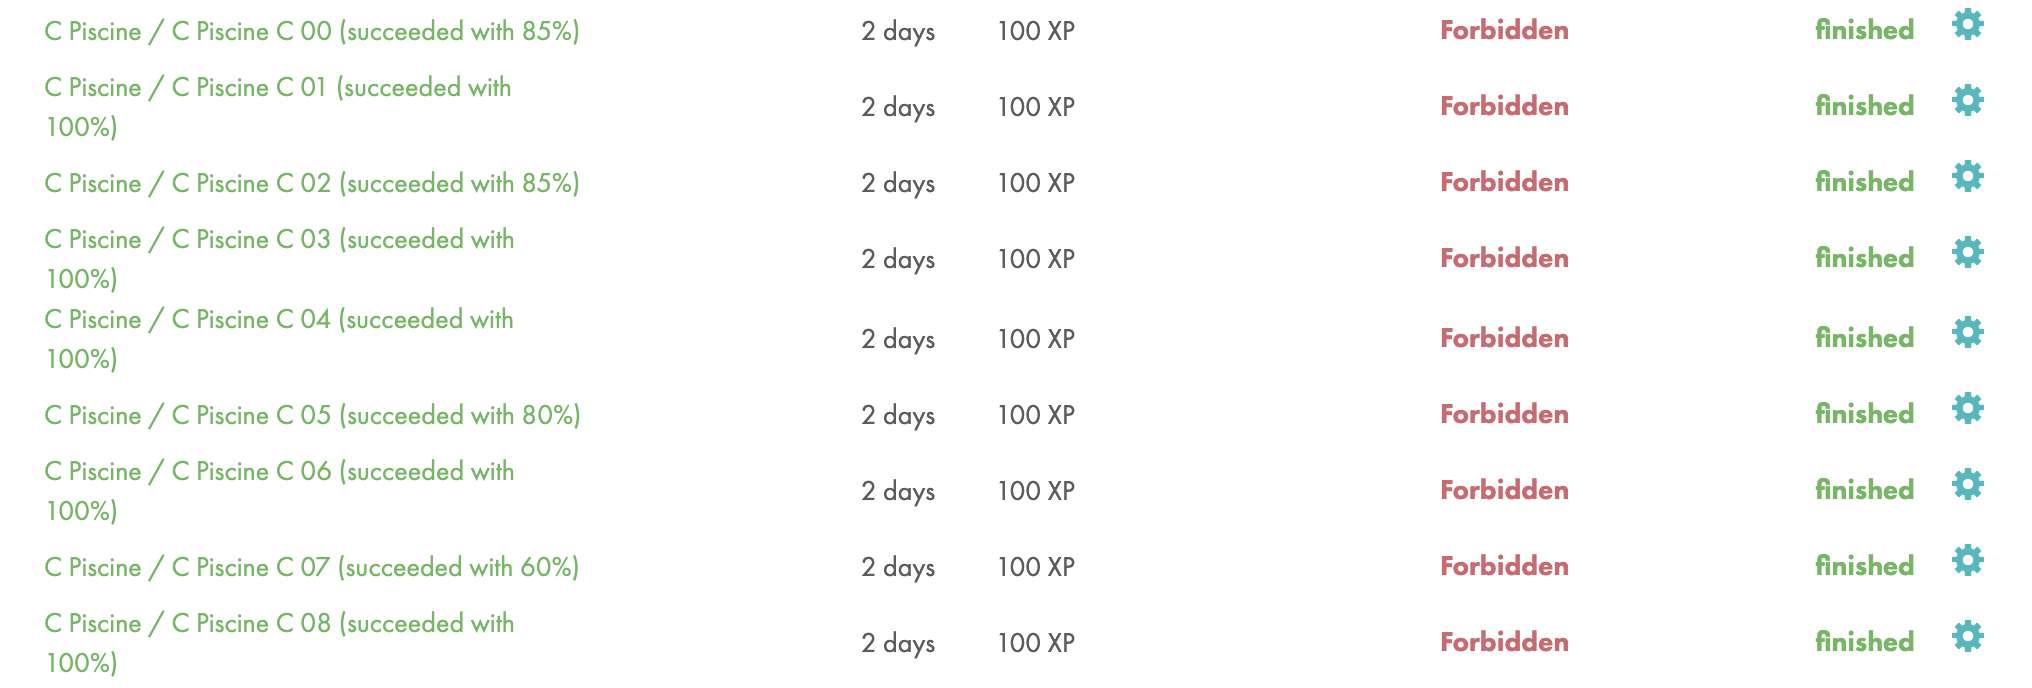 C Piscine / C Piscine C 00 (succeeded with 85%) 2 days 100 XP Forbidden finished
C Piscine / C Piscine C 01 (succeeded with
100%) 2 days 100 XP Forbidden finished
C Piscine / C Piscine C 02 (succeeded with 85%) 2 days 100 XP Forbidden finished
C Piscine / C Piscine C 03 (succeeded with
100%) 2 days 100 XP Forbidden finished
C Piscine / C Piscine C 04 (succeeded with
100%) 2 days 100 XP Forbidden finished
C Piscine / C Piscine C 05 (succeeded with 80%) 2 days 100 XP Forbidden finished
C Piscine / C Piscine C 06 (succeeded with
100%) 2 days 100 XP Forbidden finished
C Piscine / C Piscine C 07 (succeeded with 60%) 2 days 100 XP Forbidden finished
C Piscine / C Piscine C 08 (succeeded with
100%) 2 days 100 XP Forbidden finished